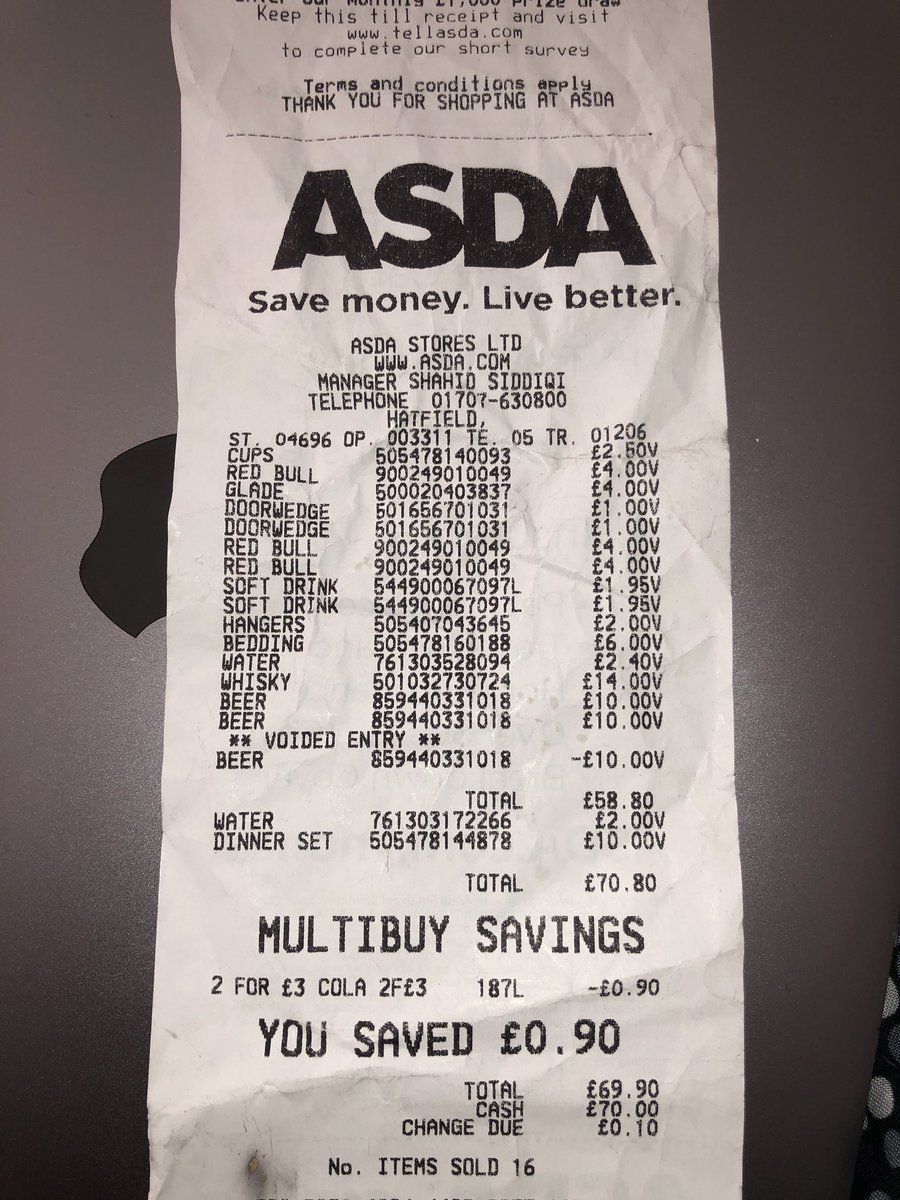 Enter our monthly £1,000 prize draw
Keep this till receipt and visit
www.tellasda.com
to complete our short survey
Terms and conditions apply
THANK YOU FOR SHOPPING AT ASDA
ASDA
Save money. Live better.
ASDA STORES LTD
WWW.ASDA.COM
MANAGER SHAHID SIDDIQI
TELEPHONE 01707-630800
HATFIELD,
ST. 04696 OP. 003311 TE. 05 TR. 01206
CUPS 505478140093 £2.50V
RED BULL 900249010049 £4.00V
GLADE 500020403837 £4.00V
DOORWEDGE 501656701031 £1.00V
DOORWEDGE 501656701031 £1.00V
RED BULL 900249010049 £4.00V
RED BULL 900249010049 £4.00V
SOFT DRINK 544900067097L £1.95V
SOFT DRINK 544900067097L £1.95V
HANGERS 505407043645 £2.00V
BEDDING 505478160188 £6.00V
WATER 761303528094 £2.40V
WHISKY 501032730724 £14.00V
BEER 859440331018 £10.00V
BEER 859440331018 £10.00V
** VOIDED ENTRY **
BEER 859440331018 -£10.00V
TOTAL £58.80
WATER 761303172266 £2.00V
DINNER SET 505478144878 £10.00V
TOTAL £70.80
MULTIBUY SAVINGS
2 FOR £3 COLA 2F£3 187L -£0.90
YOU SAVED £0.90
TOTAL £69.90
CASH £70.00
CHANGE DUE £0.10
No. ITEMS SOLD 16